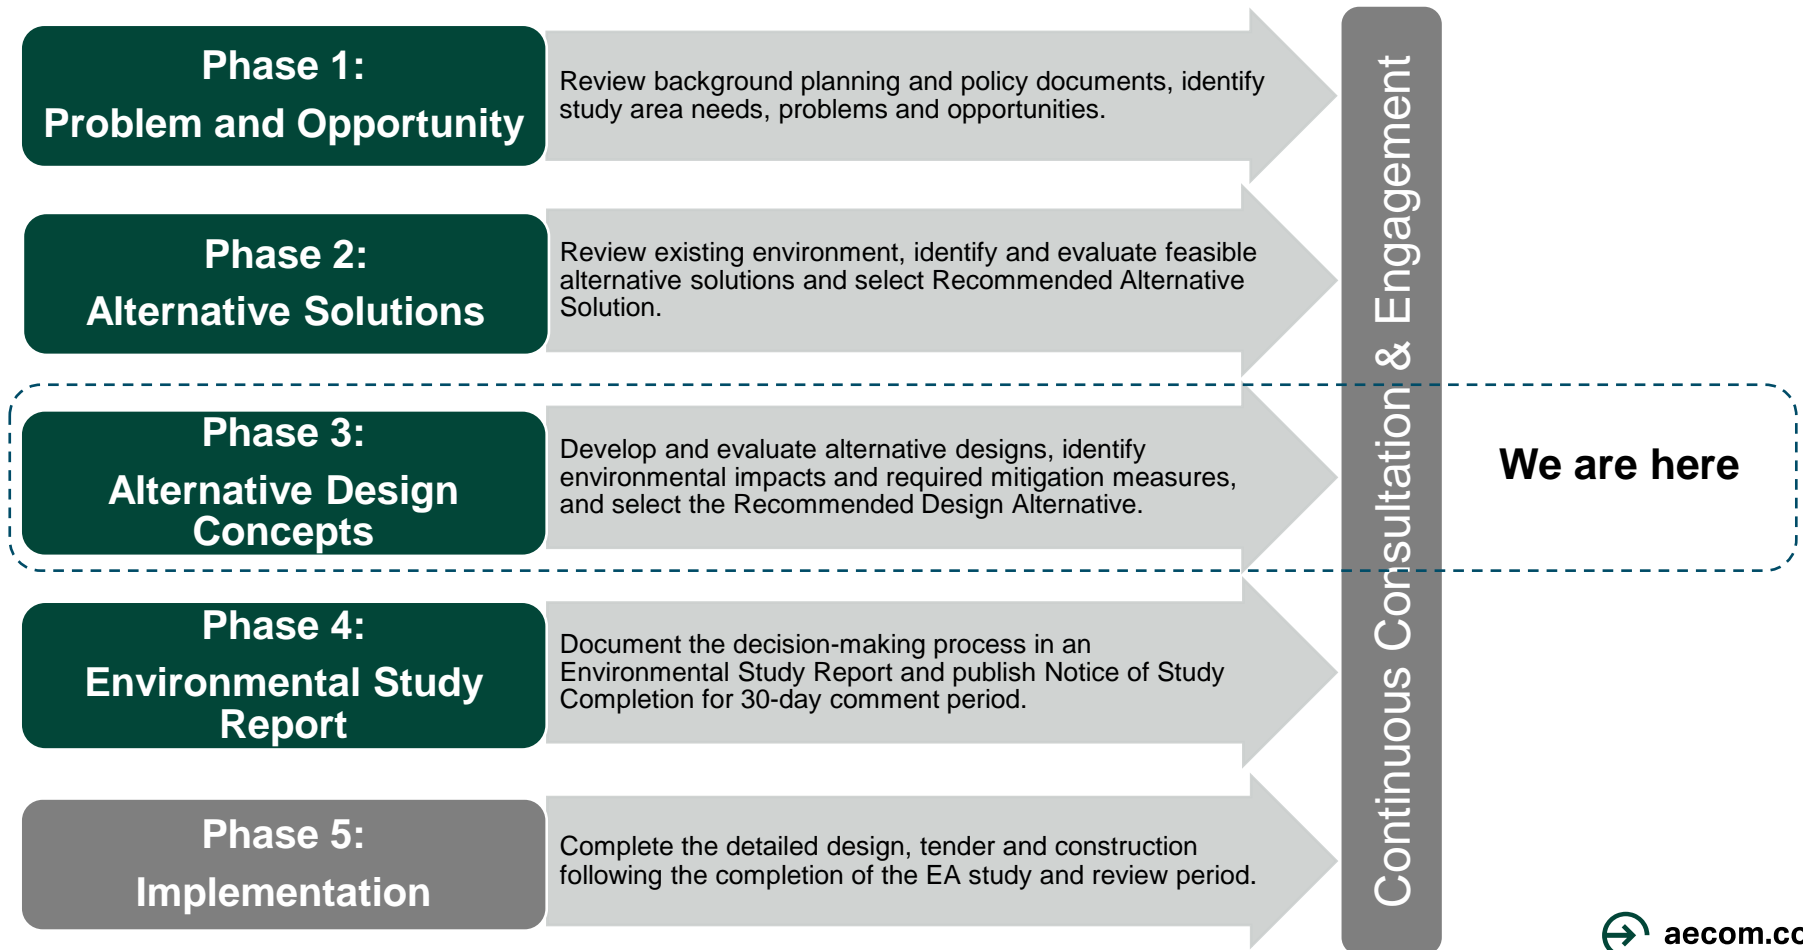 Phase 1:
Problem and Opportunity
Review background planning and policy documents, identify
study area needs, problems and opportunities.
Phase 2:
Alternative Solutions
Review existing environment, identify and evaluate feasible
alternative solutions and select Recommended Alternative
Solution.
Phase 3:
Alternative Design
Concepts
Develop and evaluate alternative designs, identify
environmental impacts and required mitigation measures,
and select the Recommended Design Alternative.
Phase 4:
Environmental Study
Report
Document the decision-making process in an
Environmental Study Report and publish Notice of Study
Completion for 30-day comment period.
Phase 5:
Implementation
Complete the detailed design, tender and construction
following the completion of the EA study and review period.
Continuous Consultation & Engagement
We are here
aecom.co